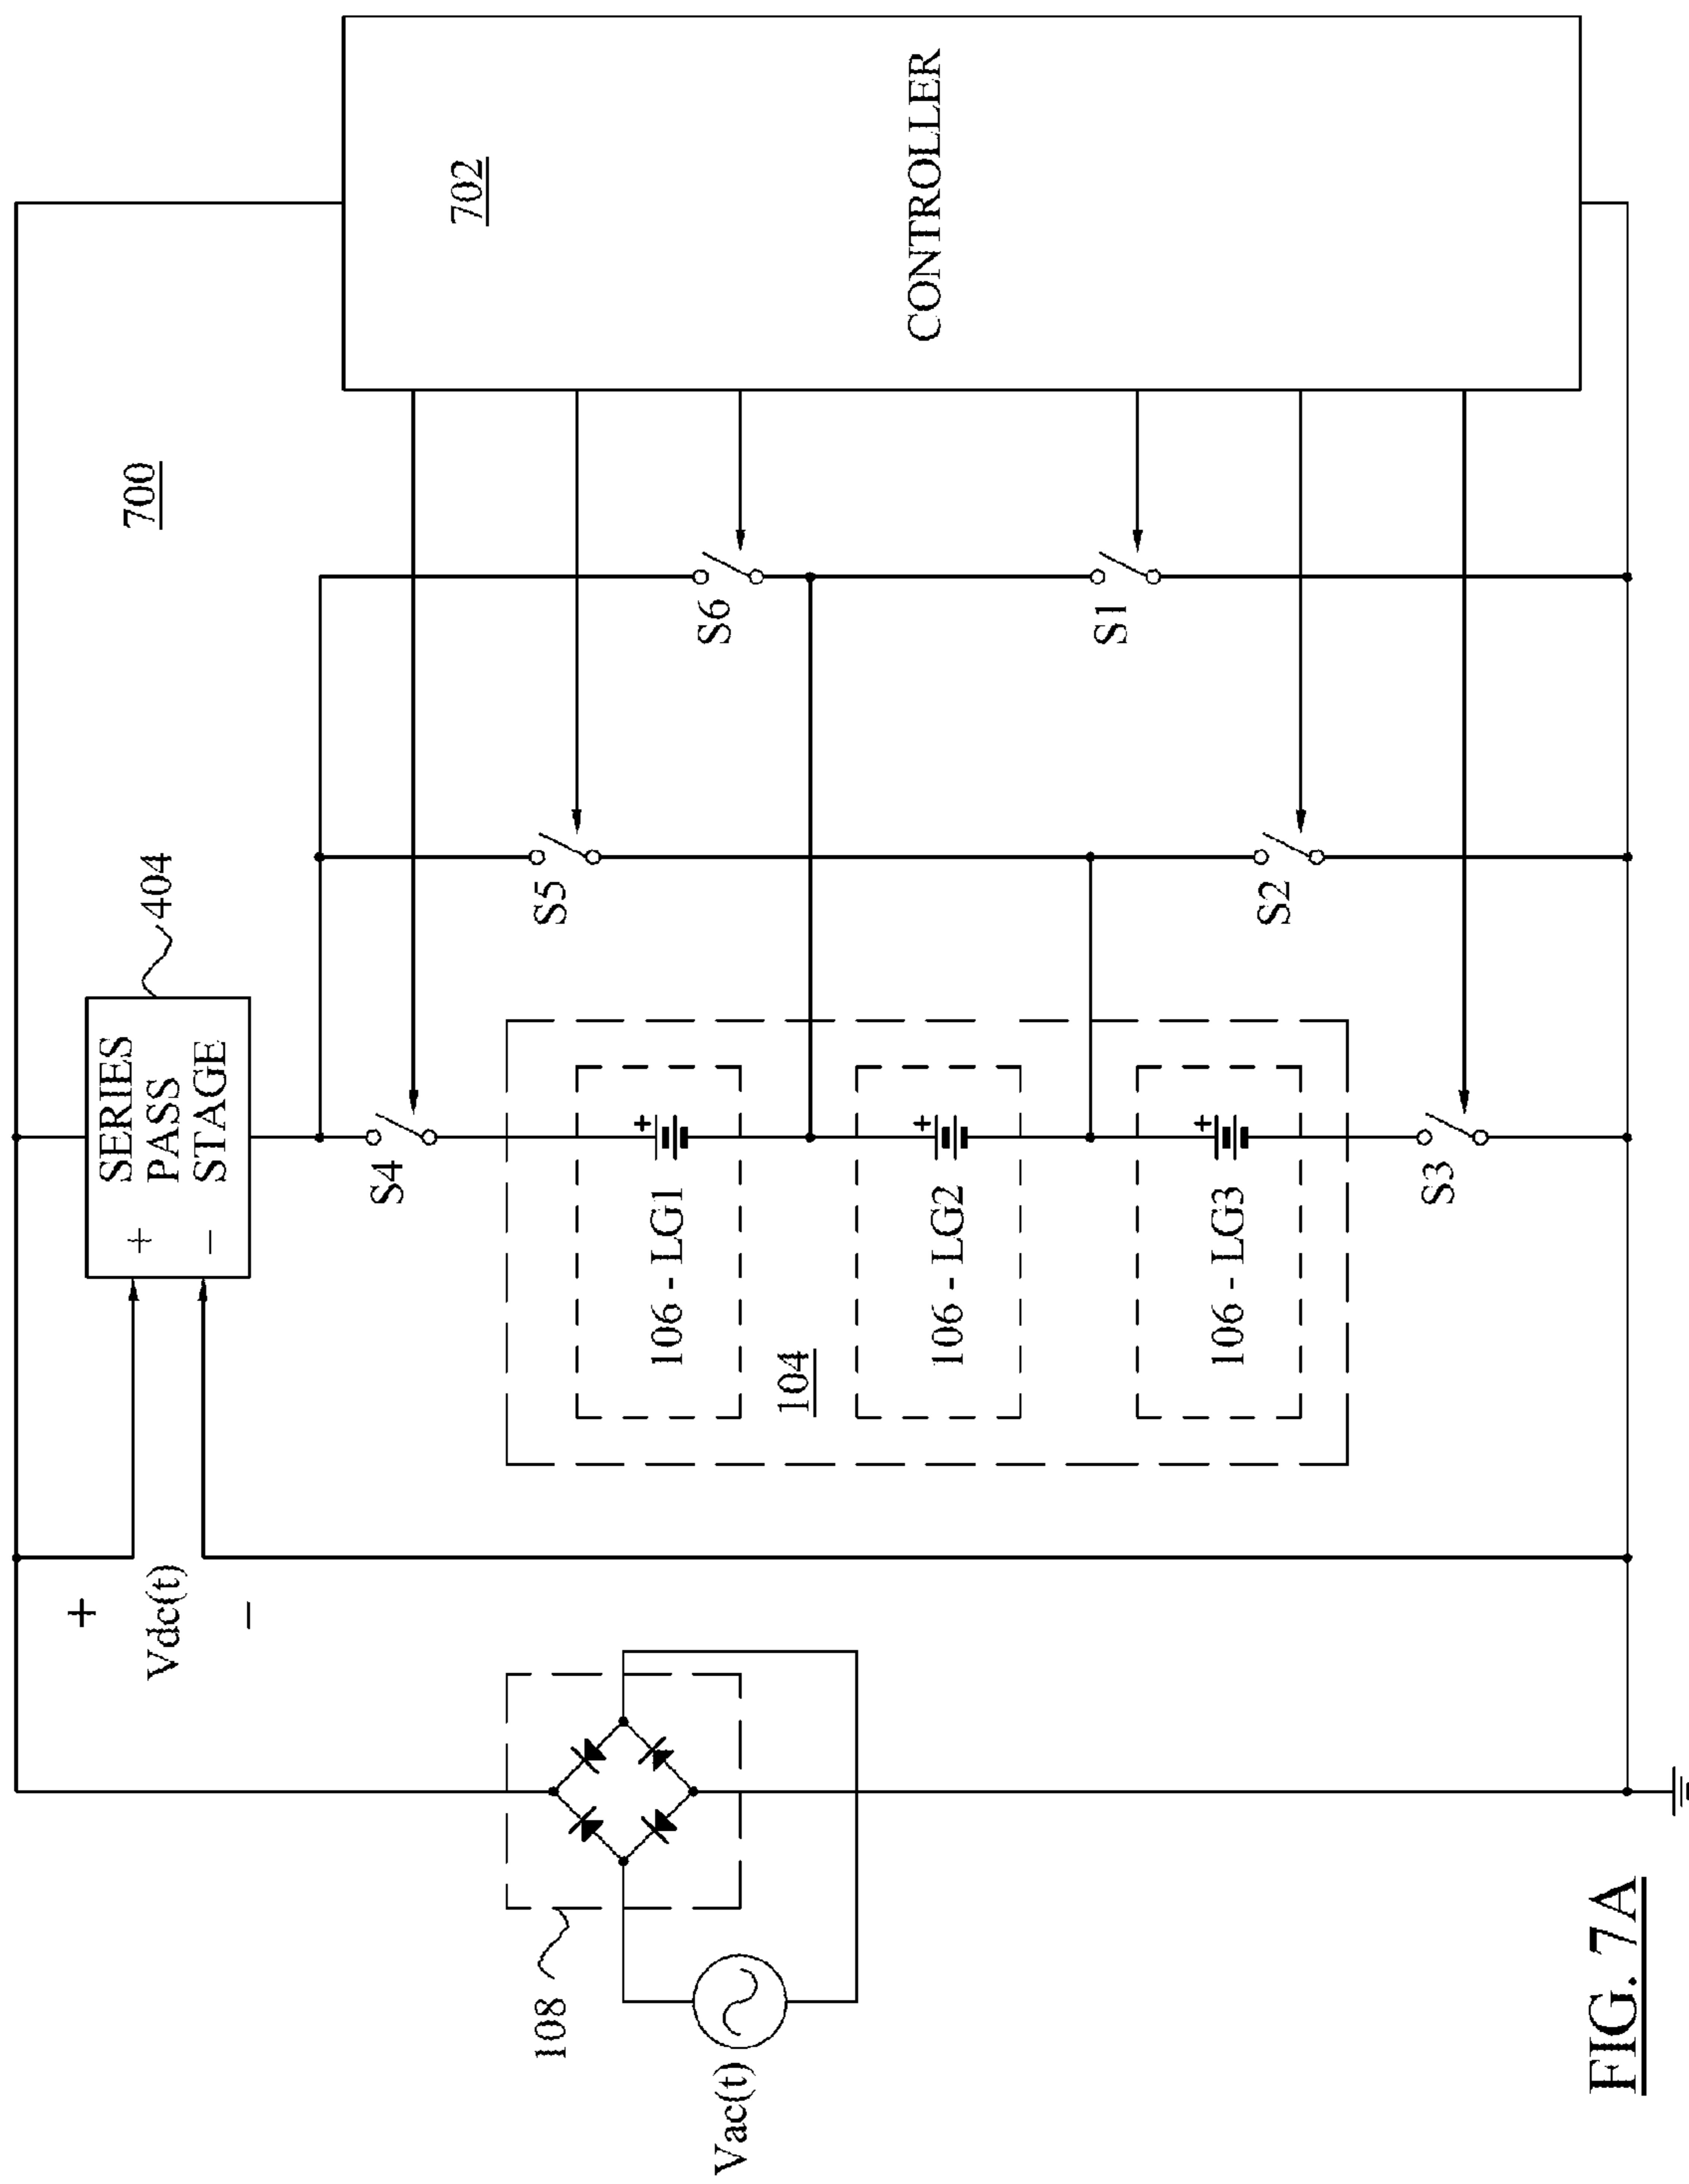 700
404
SERIES
PASS
STAGE
+
−
+
Vdc(t)
−
702
CONTROLLER
S4
S5
S6
S1
S2
S3
+
106 - LG1
+
106 - LG2
+
106 - LG3
104
108
Vac(t)
FIG. 7A